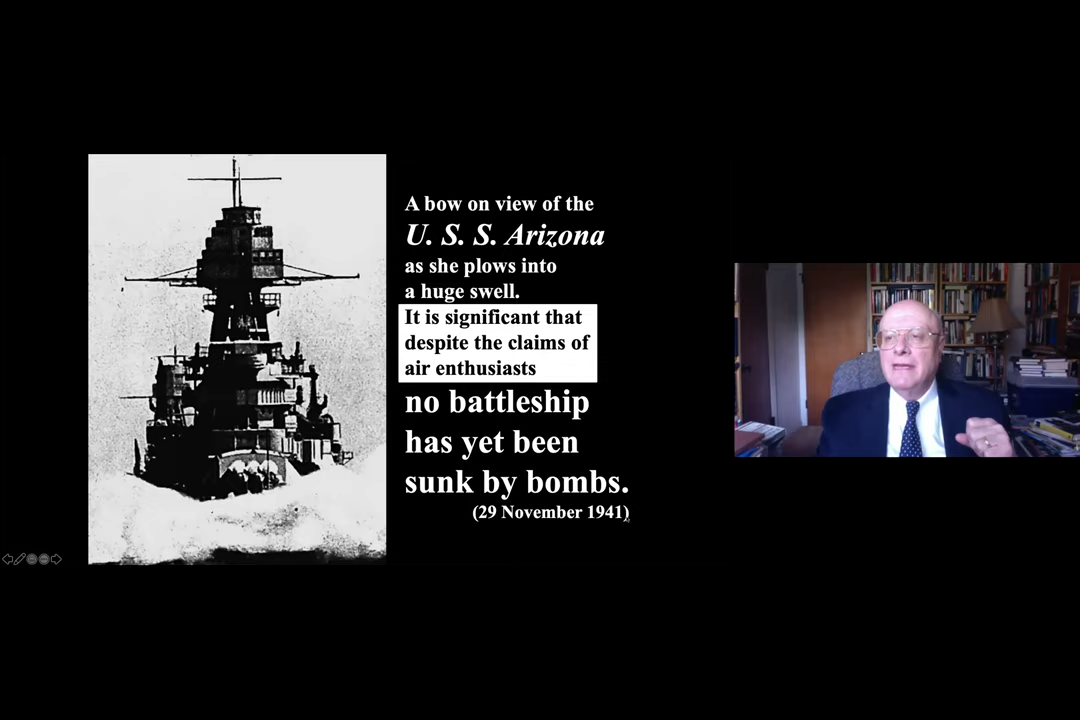 A bow on view of the
U. S. S. Arizona
as she plows into
a huge swell.
It is significant that
despite the claims of
air enthusiasts
no battleship
has yet been
sunk by bombs.
(29 November 1941)